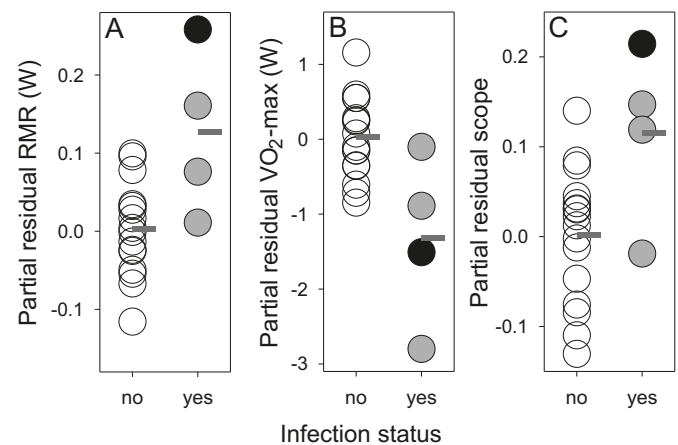 A
Partial residual RMR (W)
0.2
0.1
0.0
-0.1
no yes
B
Partial residual VO2-max (W)
1
0
-1
-2
-3
no yes
C
Partial residual scope
0.2
0.1
0.0
-0.1
no yes
Infection status